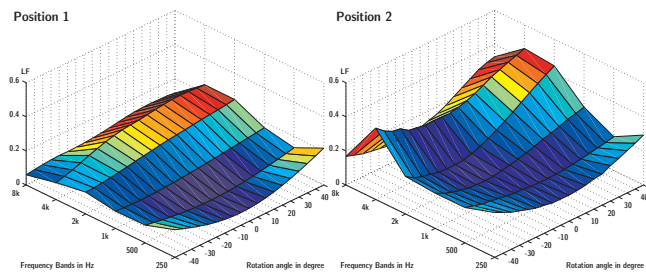 Position 1
LF
0.6
0.4
0.2
0
8k
4k
2k
1k
500
250
-40
-30
-20
-10
0
10
20
30
40
Frequency Bands in Hz
Rotation angle in degree
Position 2
LF
0.6
0.4
0.2
0
8k
4k
2k
1k
500
250
-40
-30
-20
-10
0
10
20
30
40
Frequency Bands in Hz
Rotation angle in degree